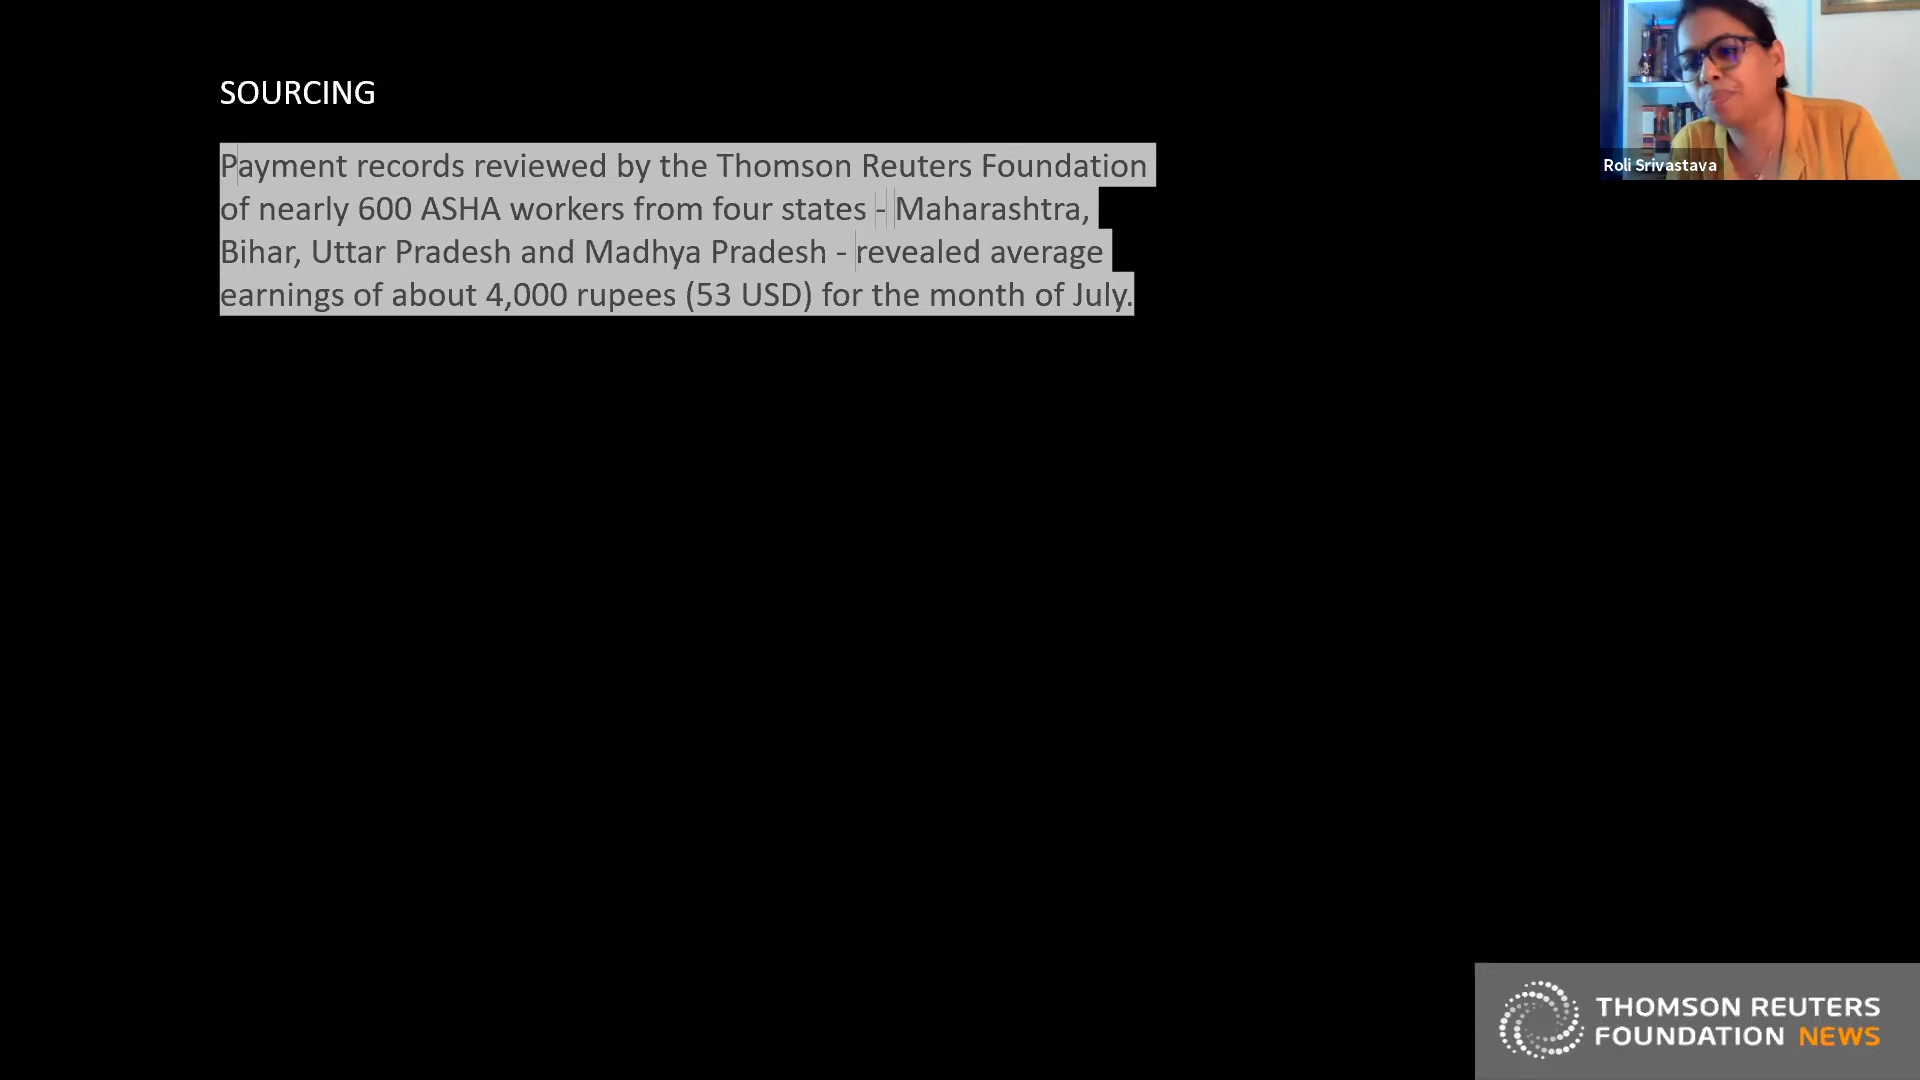 SOURCING
Payment records reviewed by the Thomson Reuters Foundation
of nearly 600 ASHA workers from four states - Maharashtra,
Bihar, Uttar Pradesh and Madhya Pradesh - revealed average
earnings of about 4,000 rupees (53 USD) for the month of July.
Roli Srivastava
THOMSON REUTERS
FOUNDATION NEWS